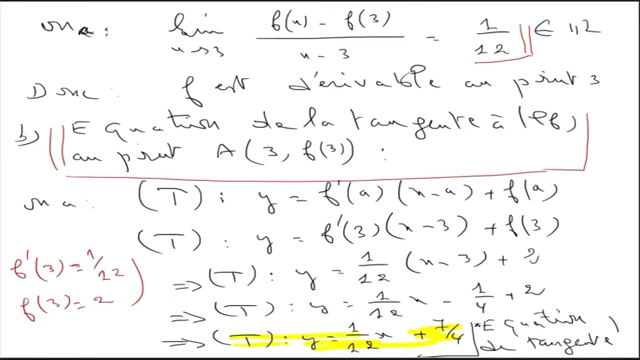 on a : lim x→3 (f(x) - f(3)) / (x - 3) = 1/12 ∈ IR
Donc f est dérivable au point 3
b) Equation de la tangente à (Cf)
au point A(3, f(3)) :
on a : (T) : y = f'(a) (x - a) + f(a)
(T) : y = f'(3) (x - 3) + f(3)
f'(3) = 1/12
⇒ (T) : y = 1/12 (x - 3) + 2
f(3) = 2
⇒ (T) : y = 1/12 x - 1/4 + 2
⇒ (T) : y = 1/12 x + 7/4
Equation
de tangente